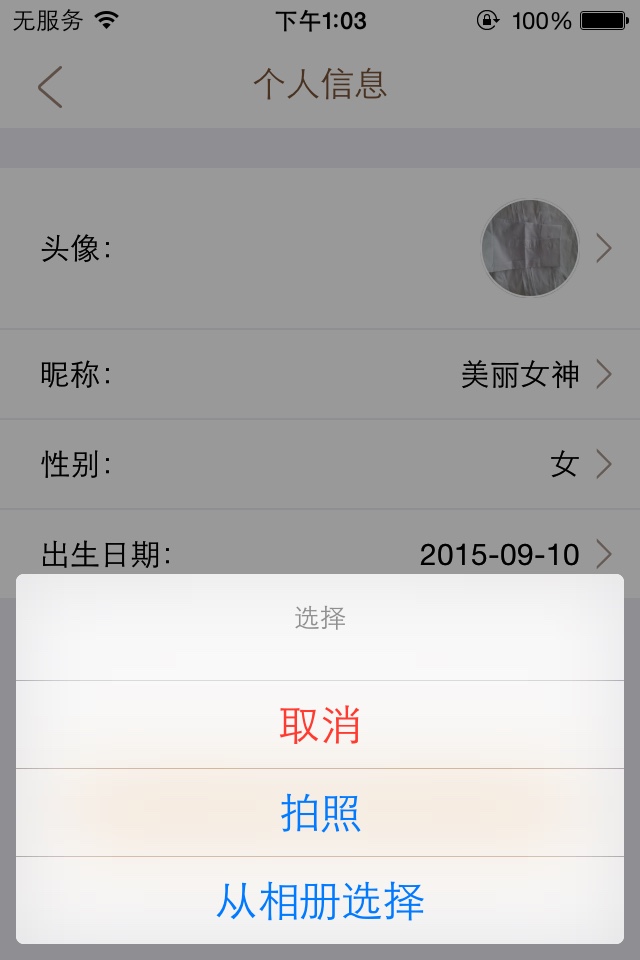 无服务 下午1:03 100%
个人信息
头像:
昵称: 美丽女神
性别: 女
出生日期: 2015-09-10
选择
取消
拍照
从相册选择